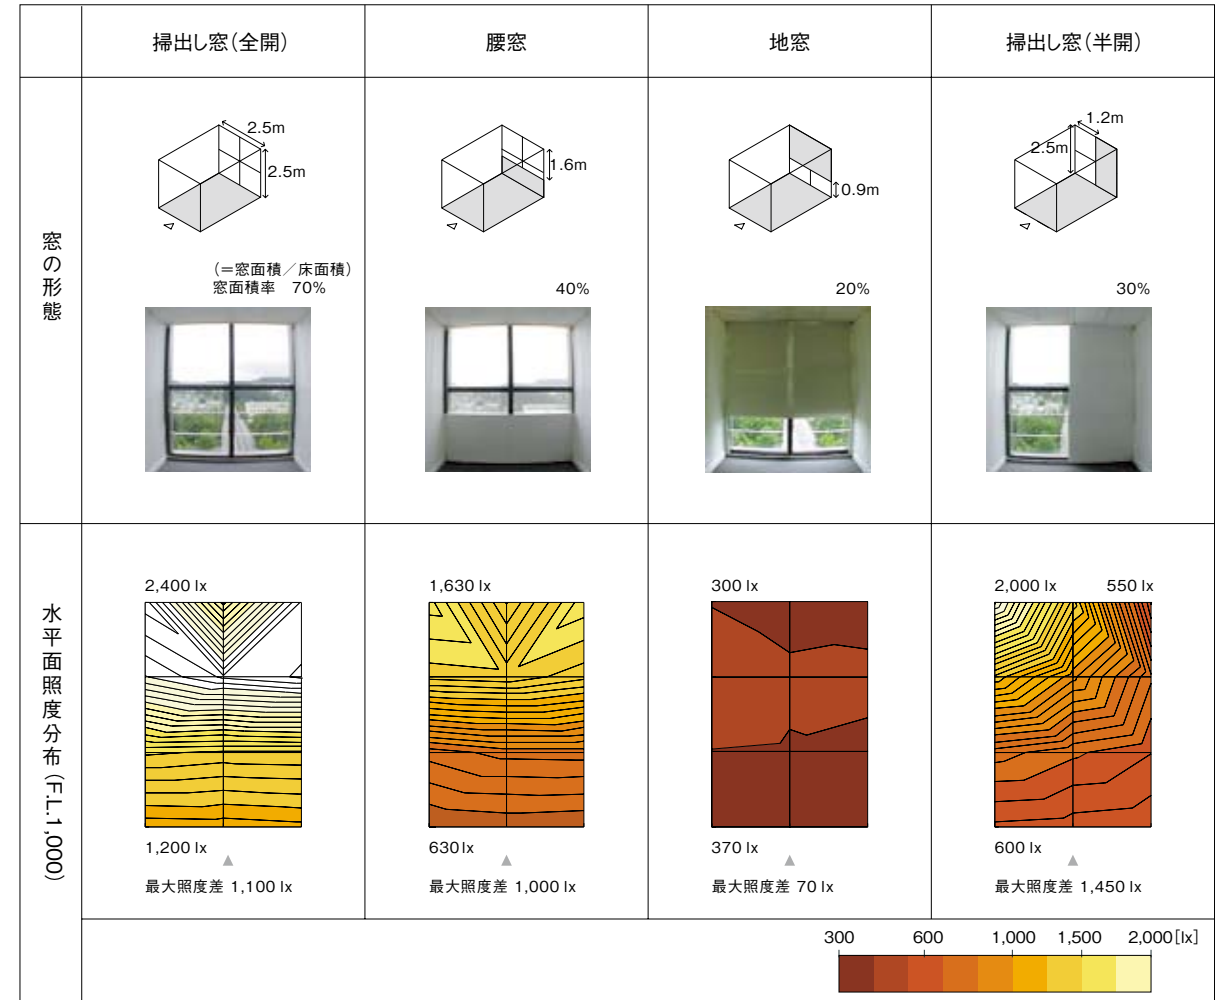 掃出し窓（全開）
腰窓
地窓
掃出し窓（半開）
窓の形態
2.5m
2.5m
1.6m
0.9m
1.2m
2.5m
（＝窓面積／床面積）
窓面積率　70%
40%
20%
30%
水平面照度分布（F.L.1,000）
2,400 lx
1,630 lx
300 lx
2,000 lx
550 lx
1,200 lx
630 lx
370 lx
600 lx
最大照度差 1,100 lx
最大照度差 1,000 lx
最大照度差 70 lx
最大照度差 1,450 lx
300
600
1,000
1,500
2,000[lx]